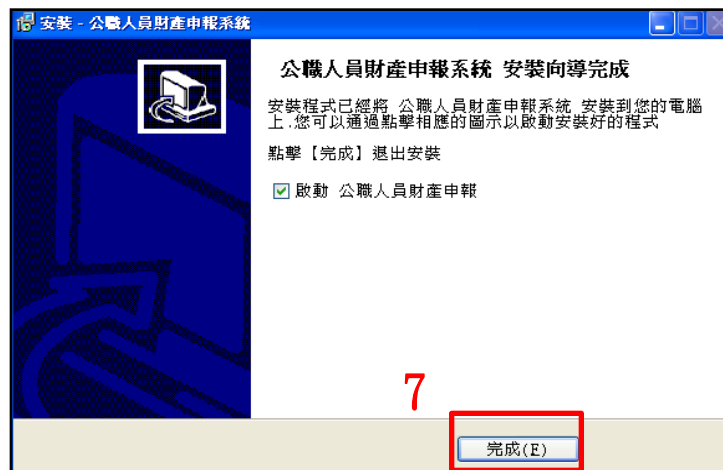 安裝 - 公職人員財產申報系統
公職人員財產申報系統 安裝向導完成
安裝程式已經將 公職人員財產申報系統 安裝到您的電腦
上.您可以通過點擊相應的圖示以啟動安裝好的程式
點擊【完成】退出安裝
啟動 公職人員財產申報
7
完成(F)